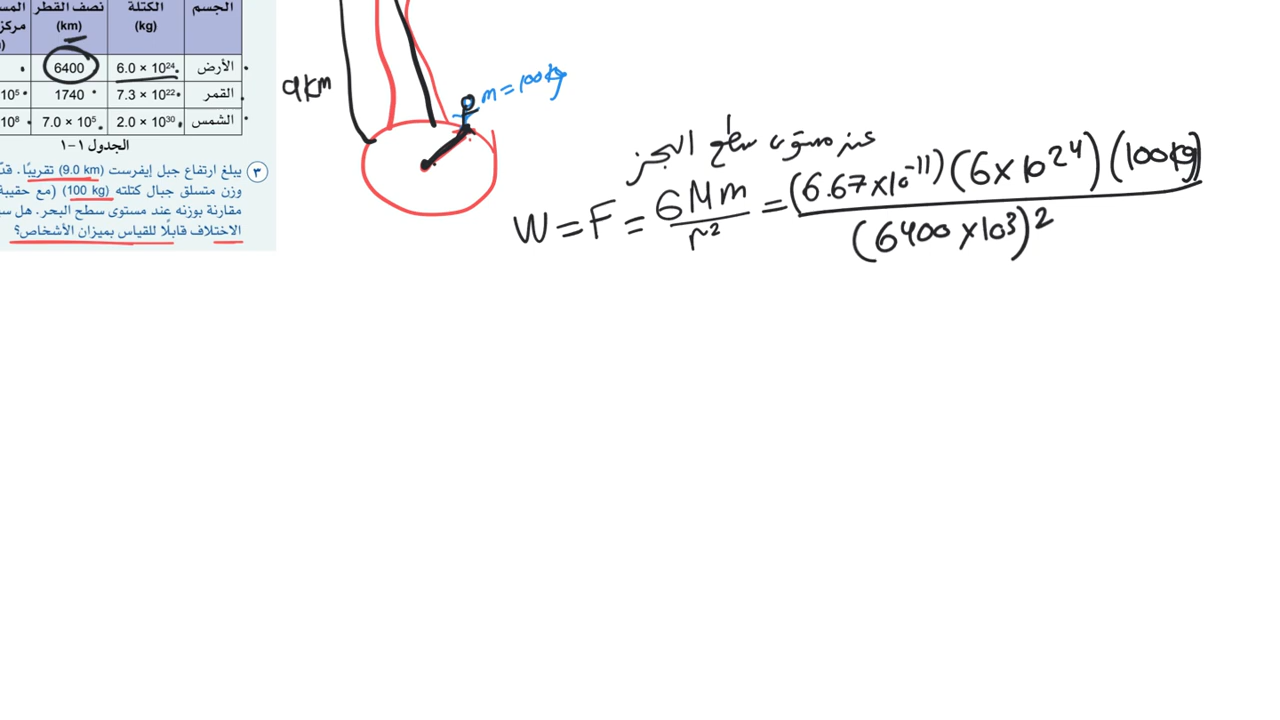 الجسم الكتلة نصف القطر
(kg) (km)
الأرض 6.0 × 10²⁴ 6400
القمر 7.3 × 10²² 1740
الشمس 2.0 × 10³⁰ 7.0 × 10⁵ 10⁸
الجدول ١-١
٣ يبلغ ارتفاع جبل إيفرست (9.0 km) تقريبًا.
وزن متسلق جبال كتلته (100 kg) (مع حقيبة
مقارنة بوزنه عند مستوى سطح البحر. هل
الاختلاف قابلًا للقياس بميزان الأشخاص؟
9km
m = 100kg
عند مستوى سطح البحر
W = F = GMm/r² = (6.67×10⁻¹¹)(6×10²⁴)(100kg)/(6400×10³)²